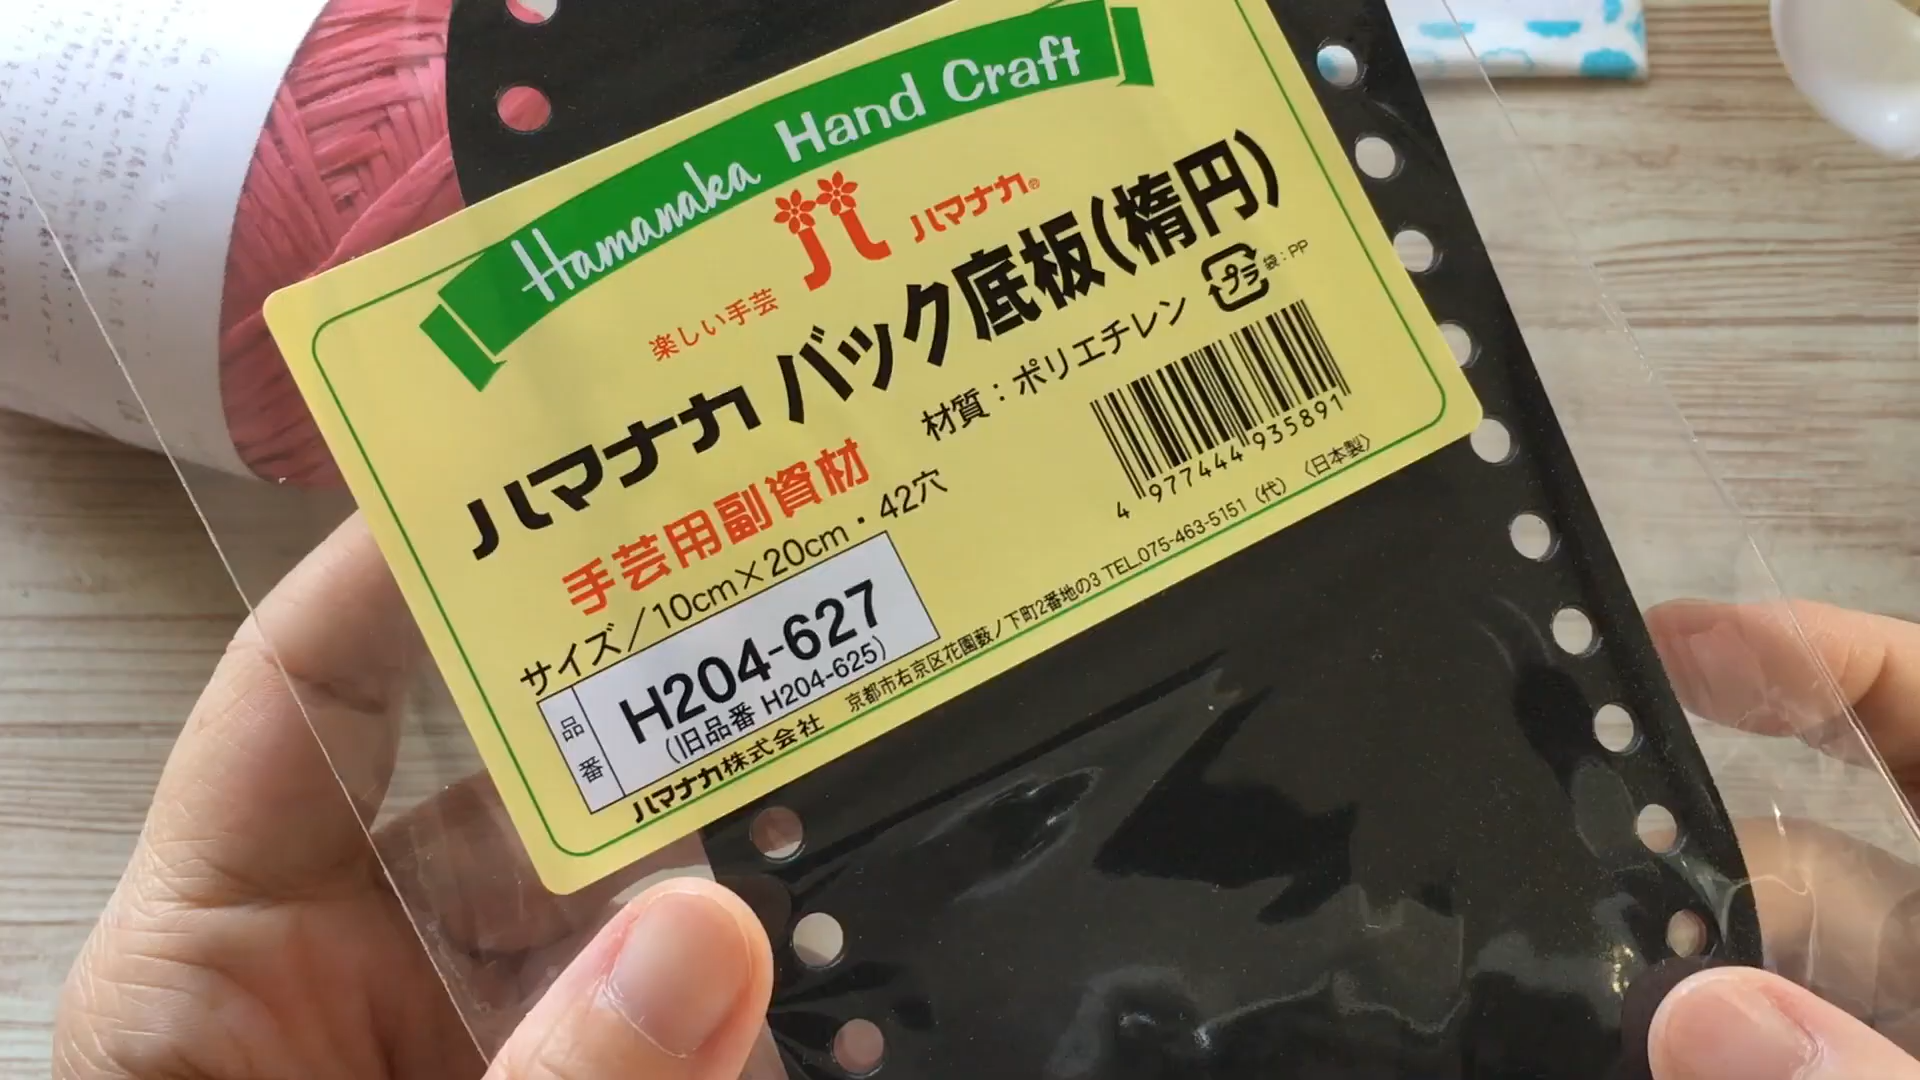 Hamanaka Hand Craft
楽しい手芸
ハマナカ®
ハマナカ バック底板(楕円)
手芸用副資材
材質:ポリエチレン
プラ 袋:PP
サイズ/10cm×20cm・42穴
品番 H204-627
(旧品番 H204-625)
4 977444 935891
ハマナカ株式会社 京都市右京区花園薮ノ下町2番地の3 TEL.075-463-5151(代) 〈日本製〉